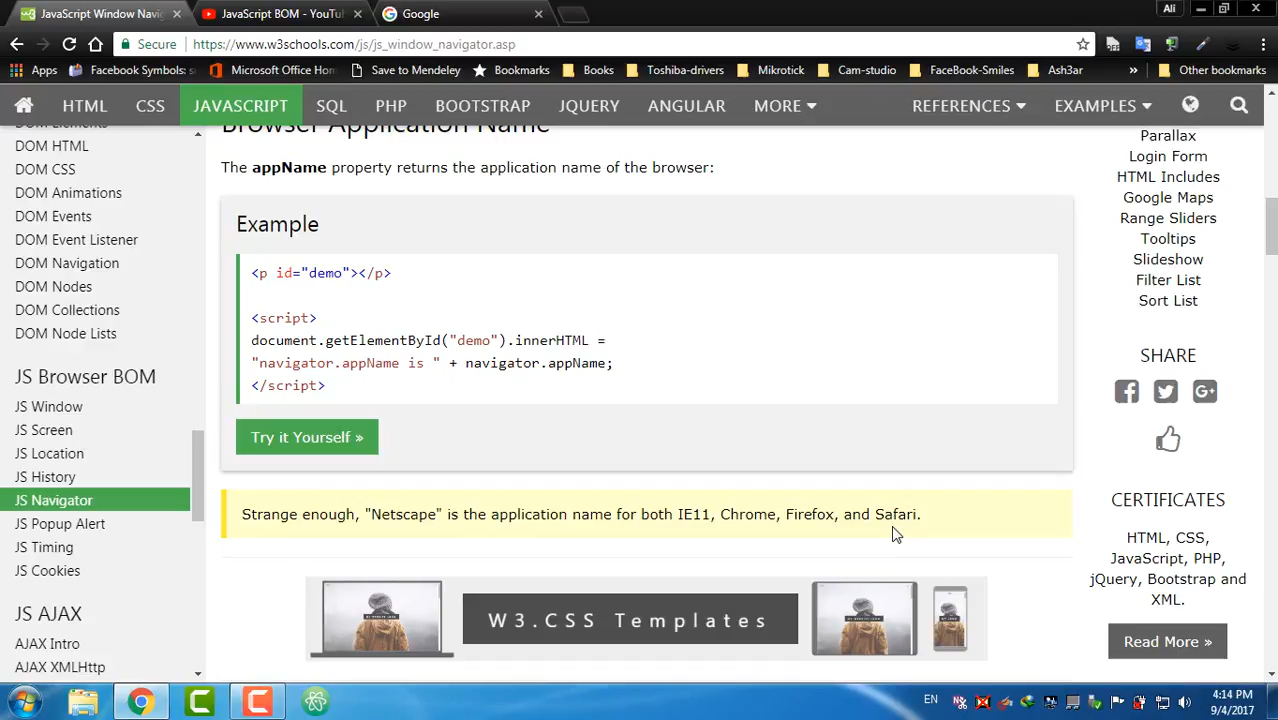 JavaScript Window Navig
JavaScript BOM - YouTu
Google
Ali
Secure
https://www.w3schools.com/js/js_window_navigator.asp
Apps
Facebook Symbols: s
Microsoft Office Hom
Save to Mendeley
Bookmarks
Books
Toshiba-drivers
Mikrotick
Cam-studio
FaceBook-Smiles
Ash3ar
»
Other bookmarks
HTML
CSS
JAVASCRIPT
SQL
PHP
BOOTSTRAP
JQUERY
ANGULAR
MORE
REFERENCES
EXAMPLES
DOM Elements
DOM HTML
DOM CSS
DOM Animations
DOM Events
DOM Event Listener
DOM Navigation
DOM Nodes
DOM Collections
DOM Node Lists
JS Browser BOM
JS Window
JS Screen
JS Location
JS History
JS Navigator
JS Popup Alert
JS Timing
JS Cookies
JS AJAX
AJAX Intro
AJAX XMLHttp
Browser Application Name
The appName property returns the application name of the browser:
Example
<p id="demo"></p>
<script>
document.getElementById("demo").innerHTML =
"navigator.appName is " + navigator.appName;
</script>
Try it Yourself »
Strange enough, "Netscape" is the application name for both IE11, Chrome, Firefox, and Safari.
W3.CSS Templates
Parallax
Login Form
HTML Includes
Google Maps
Range Sliders
Tooltips
Slideshow
Filter List
Sort List
SHARE
CERTIFICATES
HTML, CSS,
JavaScript, PHP,
jQuery, Bootstrap and
XML.
Read More »
EN
4:14 PM
9/4/2017